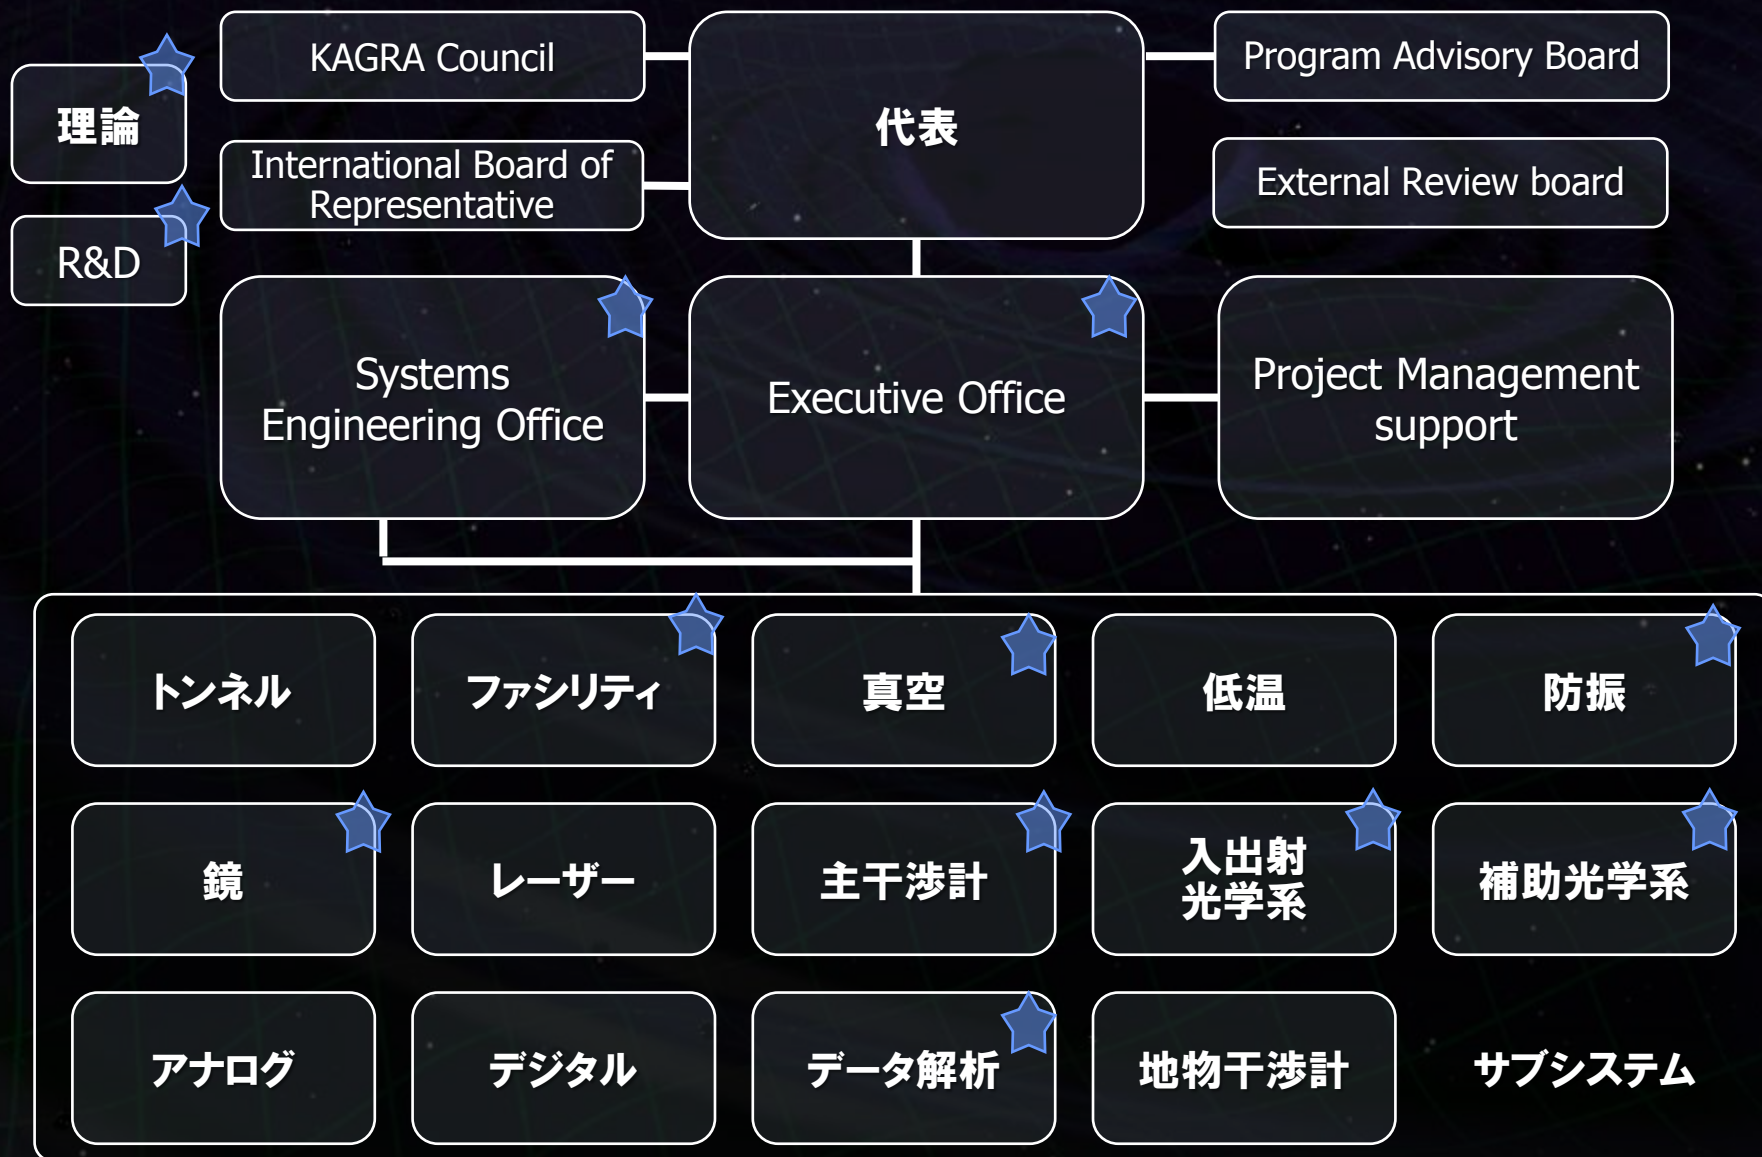 KAGRA Council
代表
Program Advisory Board
理論
International Board of
Representative
External Review board
R&D
Systems
Engineering Office
Executive Office
Project Management
support
トンネル
ファシリティ
真空
低温
防振
鏡
レーザー
主干渉計
入出射
光学系
補助光学系
アナログ
デジタル
データ解析
地物干渉計
サブシステム